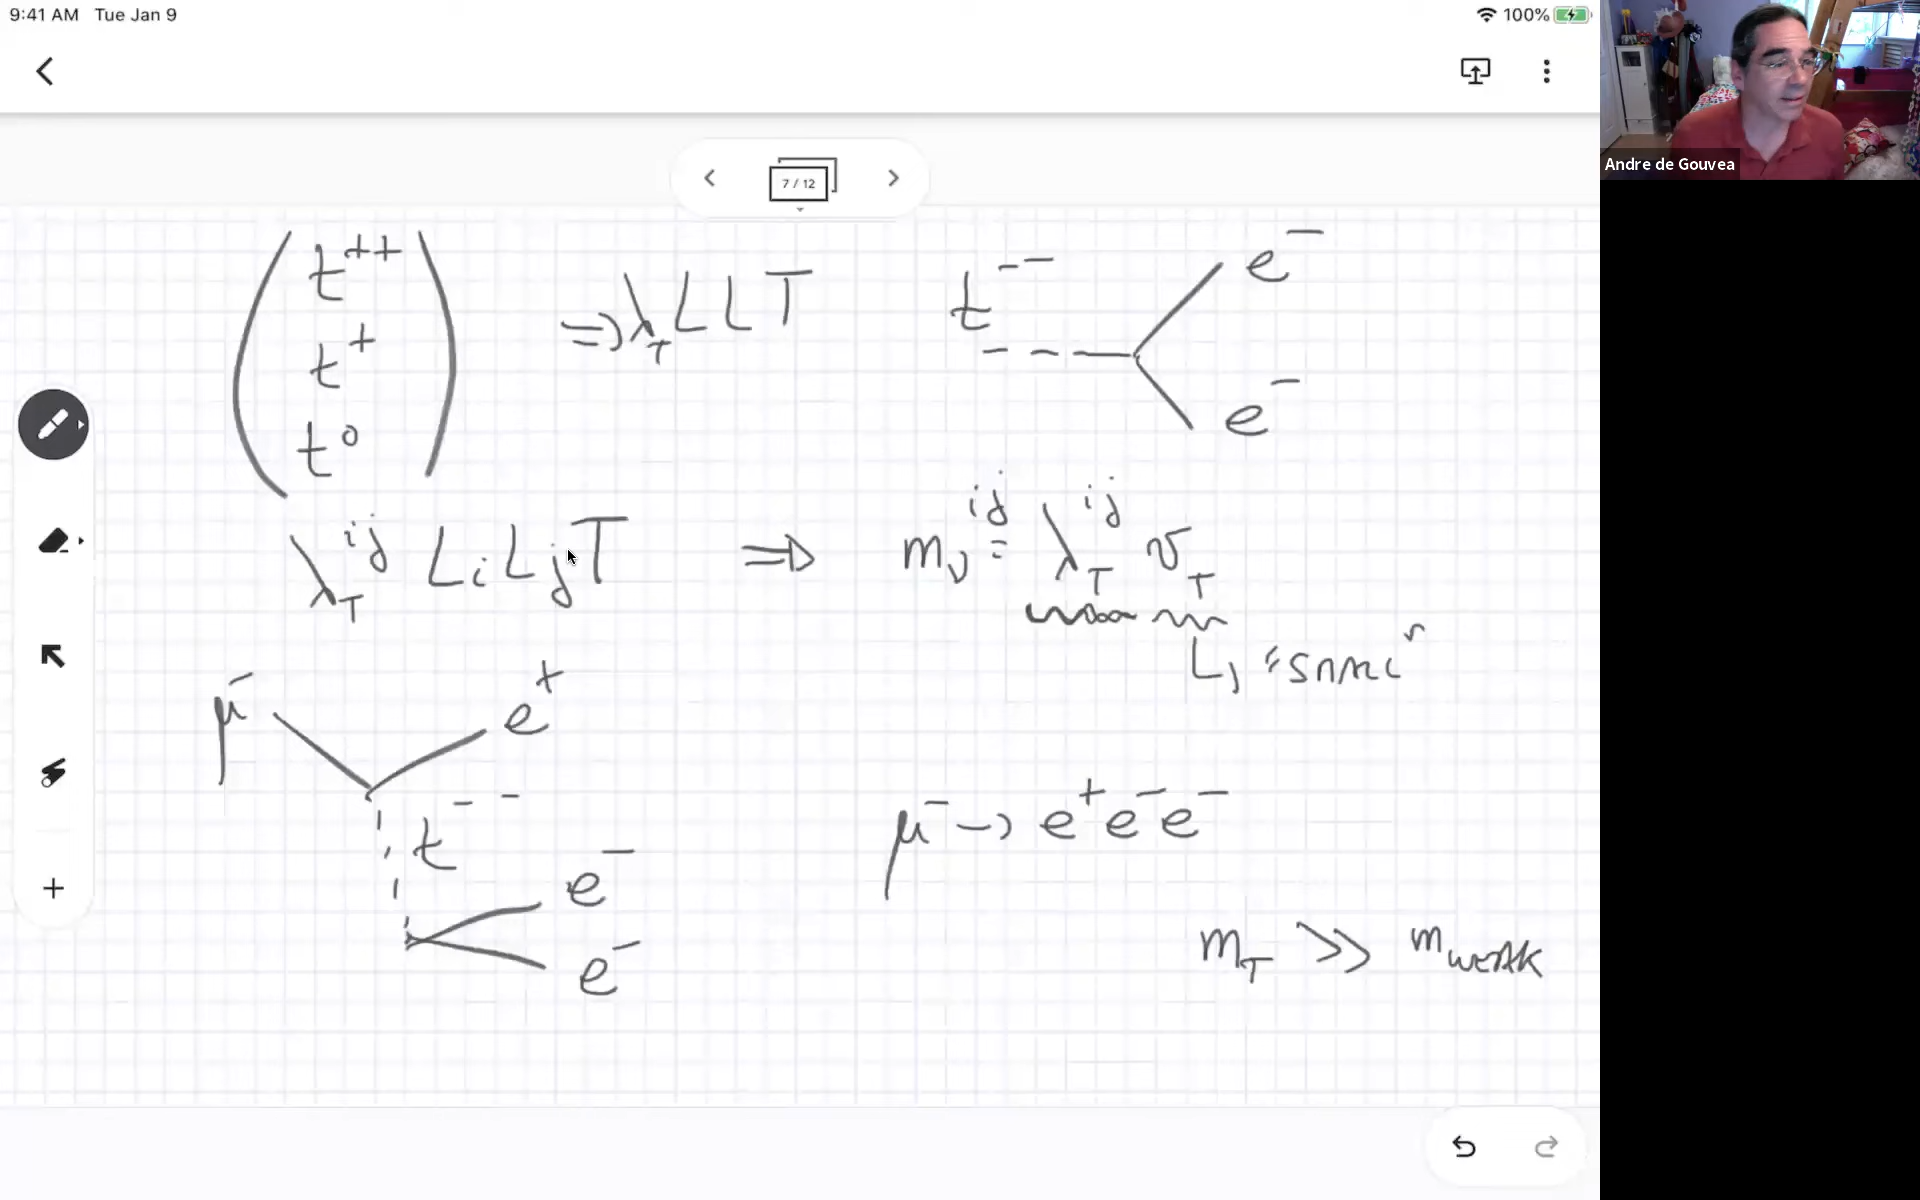 9:41 AM Tue Jan 9
100%
Andre de Gouvea
7 / 12
t⁺⁺
t⁺
t⁰
⇒ λ_T L L T
t⁻⁻
e⁻
e⁻
λ_T^{ij} L_i L_j T ⇒ m_ν^{ij} = λ_T^{ij} v_T
μ⁻
e⁺
t⁻⁻
e⁻
e⁻
μ⁻ → e⁺ e⁻ e⁻
m_T >> m_WEAK